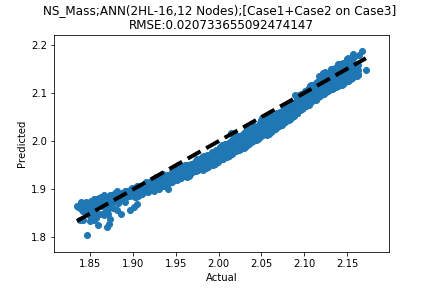 NS_Mass;ANN(2HL-16,12 Nodes);[Case1+Case2 on Case3]
RMSE:0.020733655092474147
2.2
2.1
2.0
1.9
1.8
Predicted
1.85 1.90 1.95 2.00 2.05 2.10 2.15
Actual